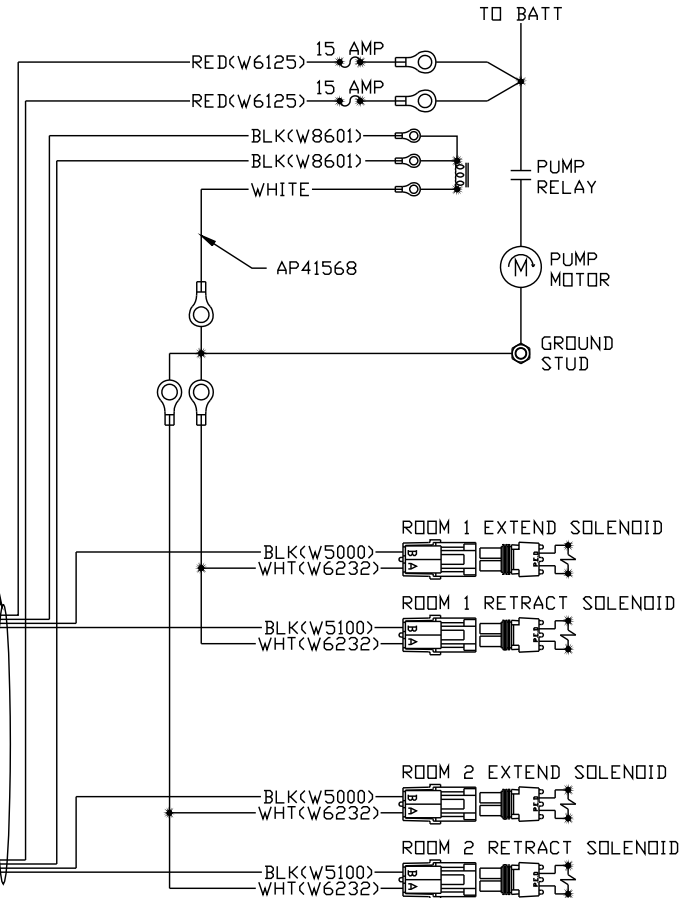 TO BATT
15 AMP
RED(W6125)
15 AMP
RED(W6125)
BLK(W8601)
BLK(W8601)
PUMP
RELAY
WHITE
PUMP
MOTOR
M
AP41568
GROUND
STUD
ROOM 1 EXTEND SOLENOID
BLK(W5000)
B
WHT(W6232)
A
ROOM 1 RETRACT SOLENOID
BLK(W5100)
B
WHT(W6232)
A
ROOM 2 EXTEND SOLENOID
BLK(W5000)
B
WHT(W6232)
A
ROOM 2 RETRACT SOLENOID
BLK(W5100)
B
WHT(W6232)
A